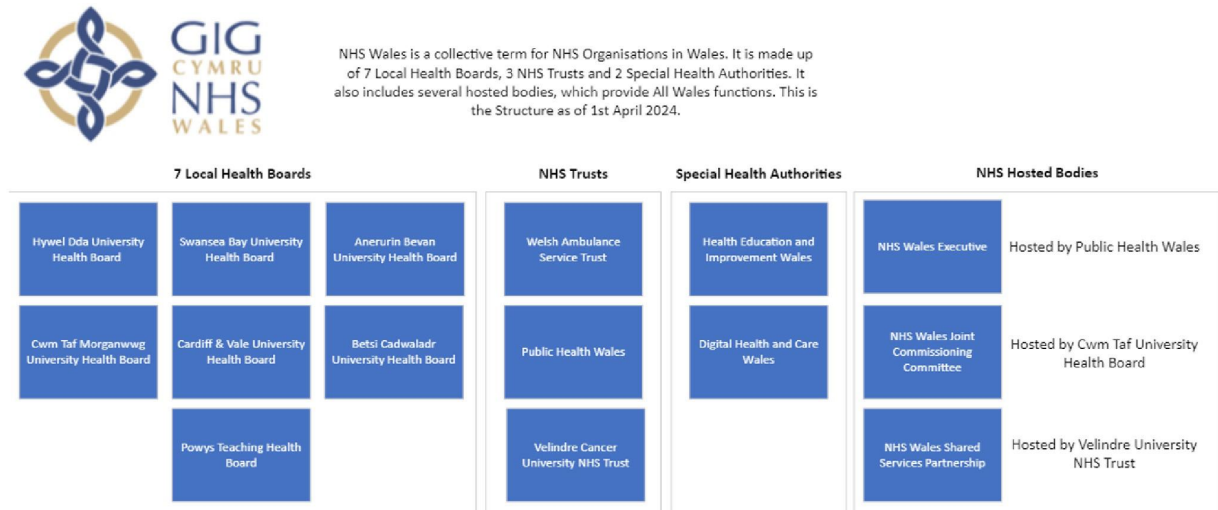 GIG
CYMRU
NHS
WALES
NHS Wales is a collective term for NHS Organisations in Wales. It is made up
of 7 Local Health Boards, 3 NHS Trusts and 2 Special Health Authorities. It
also includes several hosted bodies, which provide All Wales functions. This is
the Structure as of 1st April 2024.
7 Local Health Boards
Hywel Dda University
Health Board
Swansea Bay University
Health Board
Anerurin Bevan
University Health Board
Cwm Taf Morganwwg
University Health Board
Cardiff & Vale University
Health Board
Betsi Cadwaladr
University Health Board
Powys Teaching Health
Board
NHS Trusts
Welsh Ambulance
Service Trust
Public Health Wales
Velindre Cancer
University NHS Trust
Special Health Authorities
Health Education and
Improvement Wales
Digital Health and Care
Wales
NHS Hosted Bodies
NHS Wales Executive
Hosted by Public Health Wales
NHS Wales Joint
Commissioning
Committee
Hosted by Cwm Taf University
Health Board
NHS Wales Shared
Services Partnership
Hosted by Velindre University
NHS Trust